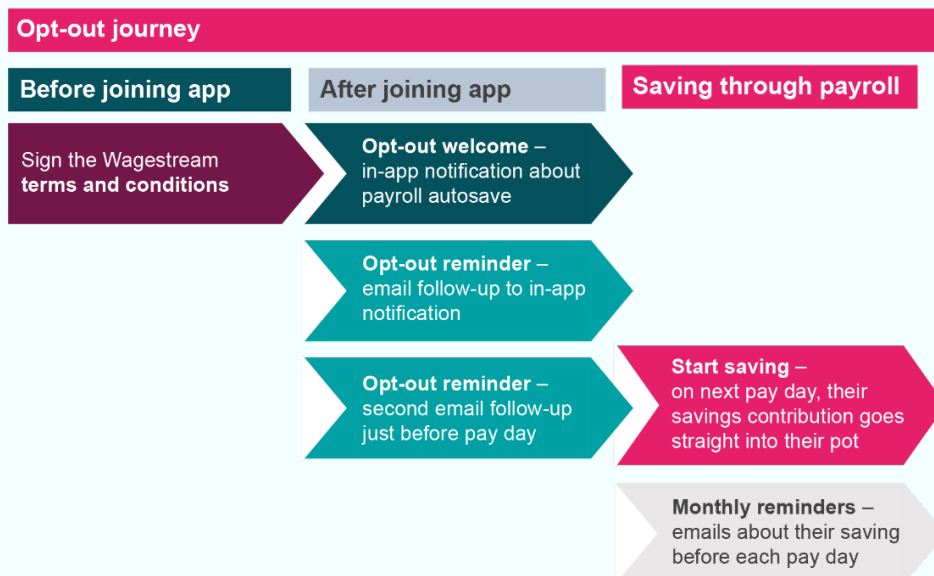 Opt-out journey
Before joining app
After joining app
Saving through payroll
Sign the Wagestream
terms and conditions
Opt-out welcome –
in-app notification about
payroll autosave
Opt-out reminder –
email follow-up to in-app
notification
Opt-out reminder –
second email follow-up
just before pay day
Start saving –
on next pay day, their
savings contribution goes
straight into their pot
Monthly reminders –
emails about their saving
before each pay day